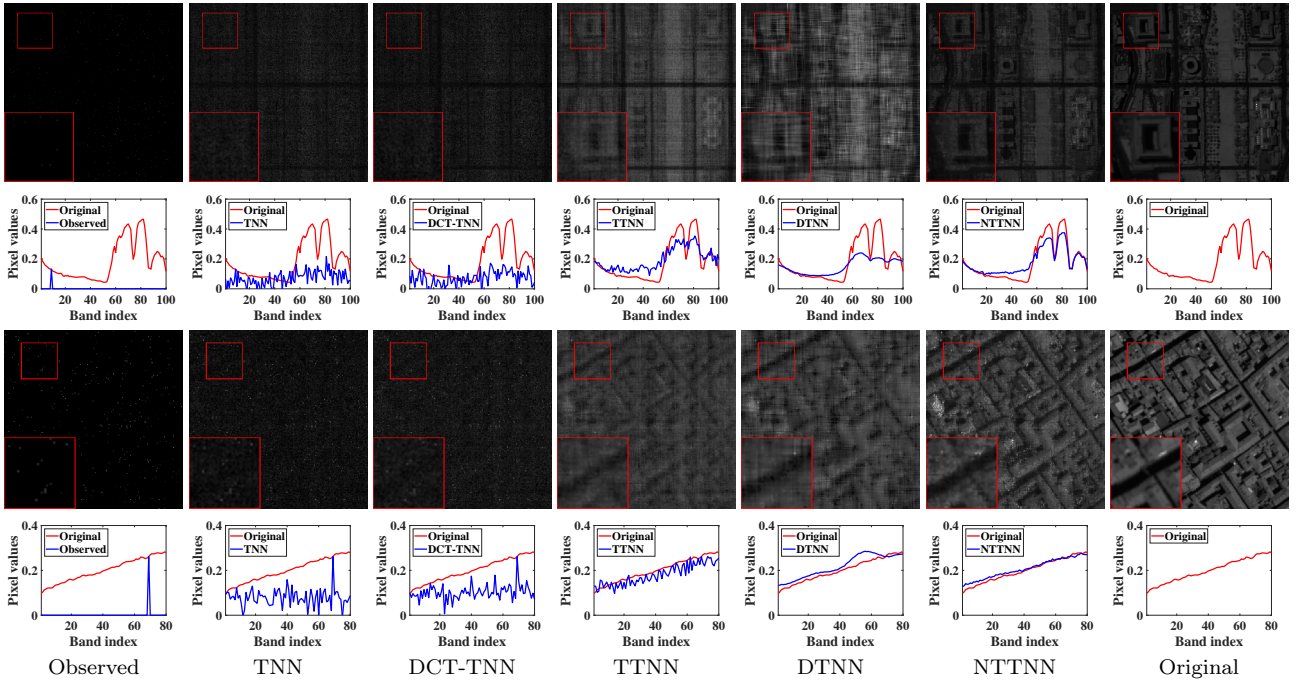 0.6
0.4
0.2
0
Pixel values
Original
Observed
20 40 60 80 100
Band index
0.6
0.4
0.2
0
Pixel values
Original
TNN
20 40 60 80 100
Band index
0.6
0.4
0.2
0
Pixel values
Original
DCT-TNN
20 40 60 80 100
Band index
0.6
0.4
0.2
0
Pixel values
Original
TTNN
20 40 60 80 100
Band index
0.6
0.4
0.2
0
Pixel values
Original
DTNN
20 40 60 80 100
Band index
0.6
0.4
0.2
0
Pixel values
Original
NTTNN
20 40 60 80 100
Band index
0.6
0.4
0.2
0
Pixel values
Original
20 40 60 80 100
Band index
0.4
0.2
0
Pixel values
Original
Observed
20 40 60 80
Band index
0.4
0.2
0
Pixel values
Original
TNN
20 40 60 80
Band index
0.4
0.2
0
Pixel values
Original
DCT-TNN
20 40 60 80
Band index
0.4
0.2
0
Pixel values
Original
TTNN
20 40 60 80
Band index
0.4
0.2
0
Pixel values
Original
DTNN
20 40 60 80
Band index
0.4
0.2
0
Pixel values
Original
NTTNN
20 40 60 80
Band index
0.4
0.2
0
Pixel values
Original
20 40 60 80
Band index
Observed TNN DCT-TNN TTNN DTNN NTTNN Original